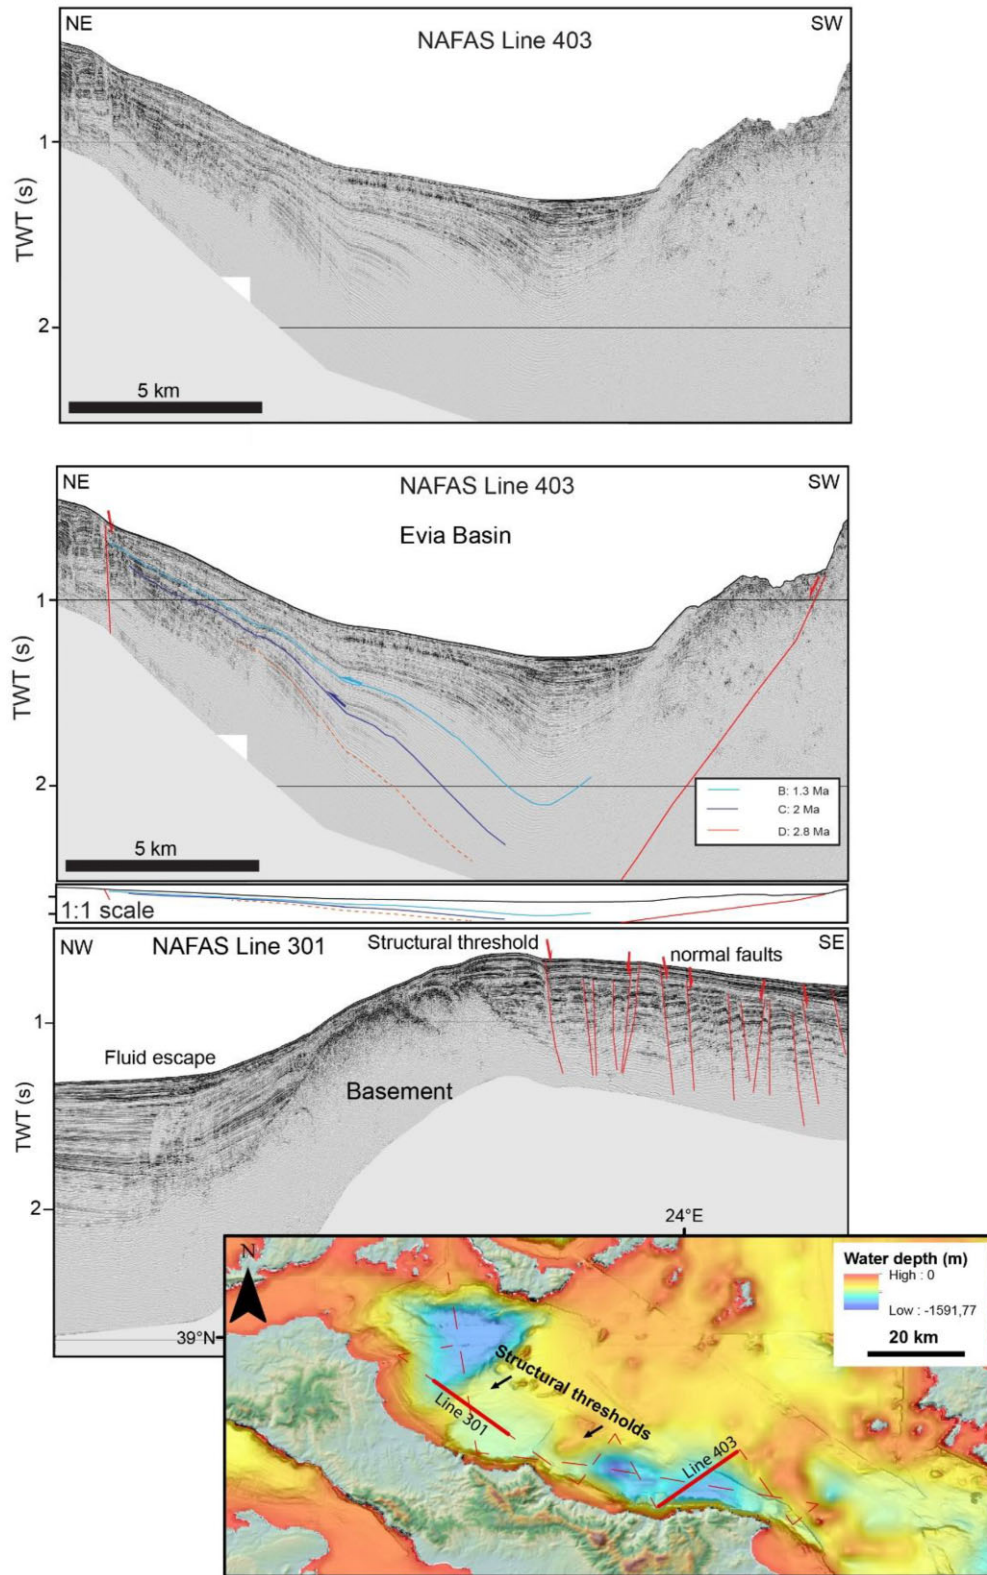 NE
SW
NAFAS Line 403
TWT (s)
1
2
5 km
NE
SW
NAFAS Line 403
Evia Basin
TWT (s)
1
2
B: 1.3 Ma
C: 2 Ma
D: 2.8 Ma
5 km
1:1 scale
NW
NAFAS Line 301
Structural threshold
SE
normal faults
TWT (s)
1
Fluid escape
Basement
2
24°E
N
39°N
Water depth (m)
High : 0
Low : -1591,77
20 km
Structural thresholds
Line 301
Line 403